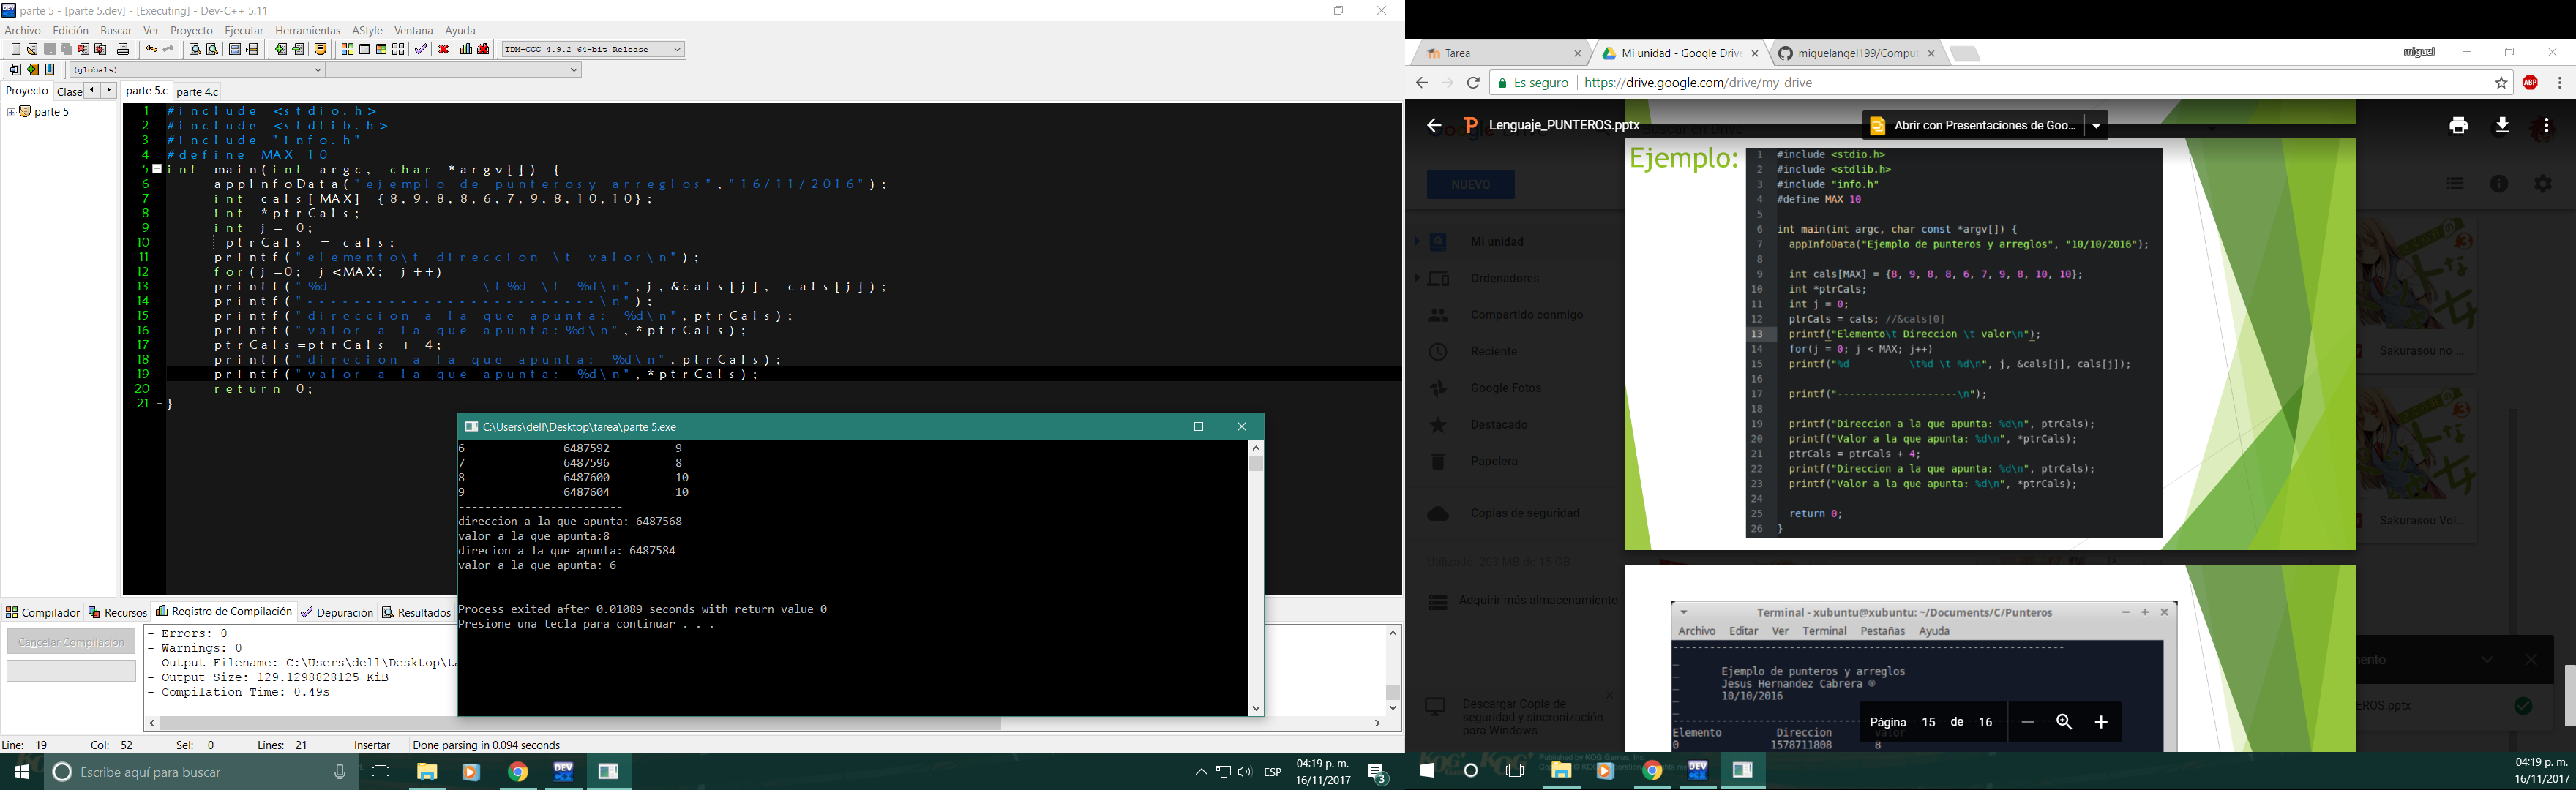 parte 5 - [parte 5.dev] - [Executing] - Dev-C++ 5.11
Archivo Edición Buscar Ver Proyecto Ejecutar Herramientas AStyle Ventana Ayuda
TDM-GCC 4.9.2 64-bit Release
(globals)
Proyecto Clase
parte 5.c parte 4.c
parte 5
1 #include <stdio.h>
2 #include <stdlib.h>
3 #include "info.h"
4 #define MAX 10
5 int main(int argc, char *argv[]) {
6 appInfoData("ejemplo de punterosy arreglos","16/11/2016");
7 int cals[MAX]={8,9,8,8,6,7,9,8,10,10};
8 int *ptrCals;
9 int j= 0;
10 ptrCals = cals;
11 printf("elemento\t direccion \t valor\n");
12 for(j=0; j<MAX; j++)
13 printf("%d \t%d \t %d\n",j,&cals[j], cals[j]);
14 printf("-------------------------\n");
15 printf("direccion a la que apunta: %d\n",ptrCals);
16 printf("valor a la que apunta:%d\n",*ptrCals);
17 ptrCals=ptrCals + 4;
18 printf("direcion a la que apunta: %d\n",ptrCals);
19 printf("valor a la que apunta: %d\n",*ptrCals);
20 return 0;
21 }
C:\Users\dell\Desktop\tarea\parte 5.exe
6 6487592 9
7 6487596 8
8 6487600 10
9 6487604 10
-------------------------
direccion a la que apunta: 6487568
valor a la que apunta:8
direcion a la que apunta: 6487584
valor a la que apunta: 6
--------------------------------
Process exited after 0.01089 seconds with return value 0
Presione una tecla para continuar . . .
Compilador Recursos Registro de Compilación Depuración Resultados
Cancelar Compilación
- Errors: 0
- Warnings: 0
- Output Filename: C:\Users\dell\Desktop\ta
- Output Size: 129.1298828125 KiB
- Compilation Time: 0.49s
Line: 19 Col: 52 Sel: 0 Lines: 21 Insertar Done parsing in 0.094 seconds
Escribe aquí para buscar
DEV
ESP
04:19 p. m.
16/11/2017
3
Tarea
Mi unidad - Google Drive
miguelangel199/Comput
miguel
Es seguro https://drive.google.com/drive/my-drive
ABP
Lenguaje_PUNTEROS.pptx
Abrir con Presentaciones de Goo...
NUEVO
Mi unidad
Ordenadores
Compartido conmigo
Reciente
Google Fotos
Destacado
Papelera
Copias de seguridad
Utilizado: 203 MB de 15 GB
Adquirir más almacenamiento
Descargar Copia de
seguridad y sincronización
para Windows
Ejemplo:
1 #include <stdio.h>
2 #include <stdlib.h>
3 #include "info.h"
4 #define MAX 10
5
6 int main(int argc, char const *argv[]) {
7 appInfoData("Ejemplo de punteros y arreglos", "10/10/2016");
8
9 int cals[MAX] = {8, 9, 8, 8, 6, 7, 9, 8, 10, 10};
10 int *ptrCals;
11 int j = 0;
12 ptrCals = cals; //&cals[0]
13 printf("Elemento\t Direccion \t valor\n");
14 for(j = 0; j < MAX; j++)
15 printf("%d \t%d \t %d\n", j, &cals[j], cals[j]);
16
17 printf("--------------------\n");
18
19 printf("Direccion a la que apunta: %d\n", ptrCals);
20 printf("Valor a la que apunta: %d\n", *ptrCals);
21 ptrCals = ptrCals + 4;
22 printf("Direccion a la que apunta: %d\n", ptrCals);
23 printf("Valor a la que apunta: %d\n", *ptrCals);
24
25 return 0;
26 }
Sakurasou no ...
Sakurasou Vol...
Terminal - xubuntu@xubuntu: ~/Documents/C/Punteros
Archivo Editar Ver Terminal Pestañas Ayuda
Ejemplo de punteros y arreglos
Jesus Hernandez Cabrera ®
10/10/2016
Elemento Direccion valor
0 1578711808 8
Página 15 de 16
EROS.pptx
Published by KOG Games, Inc.
DEV
04:19 p. m.
16/11/2017